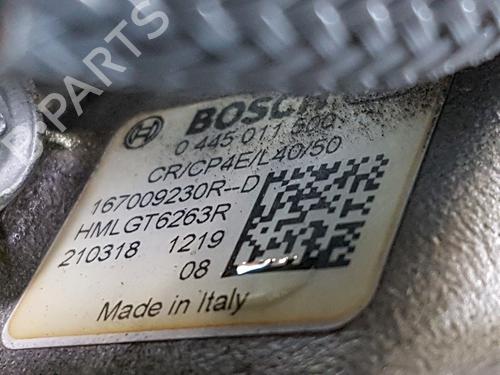 B-PARTS
BOSCH
0 445 011 500
CR/CP4E/L40/50
167009230R--D
HMLGT6263R
210318 1219
08
Made in Italy